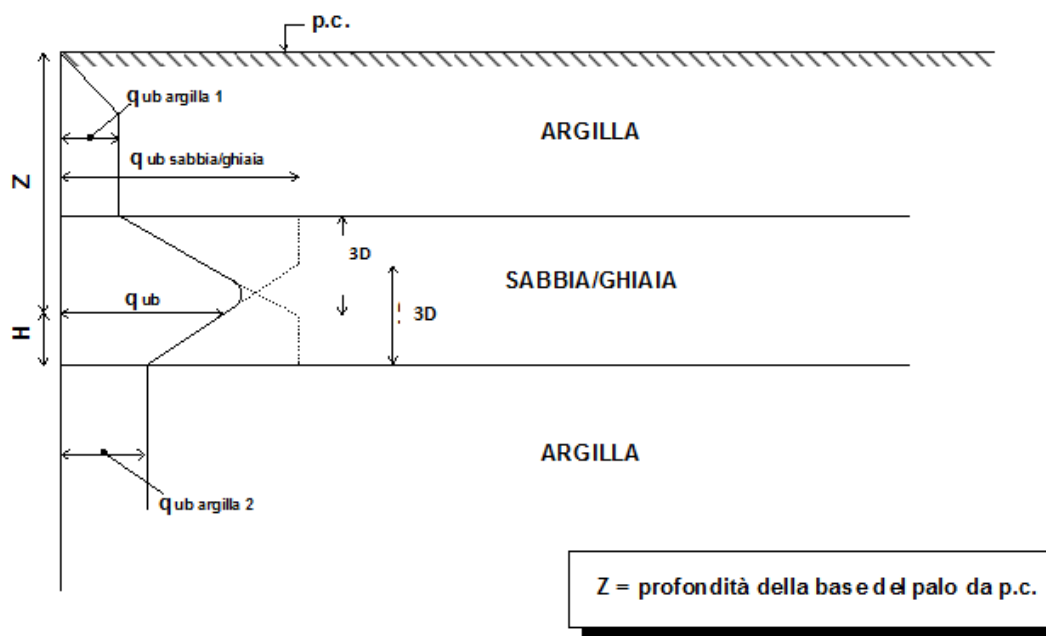 p.c.
q ub argilla 1
ARGILLA
q ub sabbia/ghiaia
Z
3D
SABBIA/GHIAIA
q ub
3D
H
ARGILLA
q ub argilla 2
Z = profondità della base del palo da p.c.